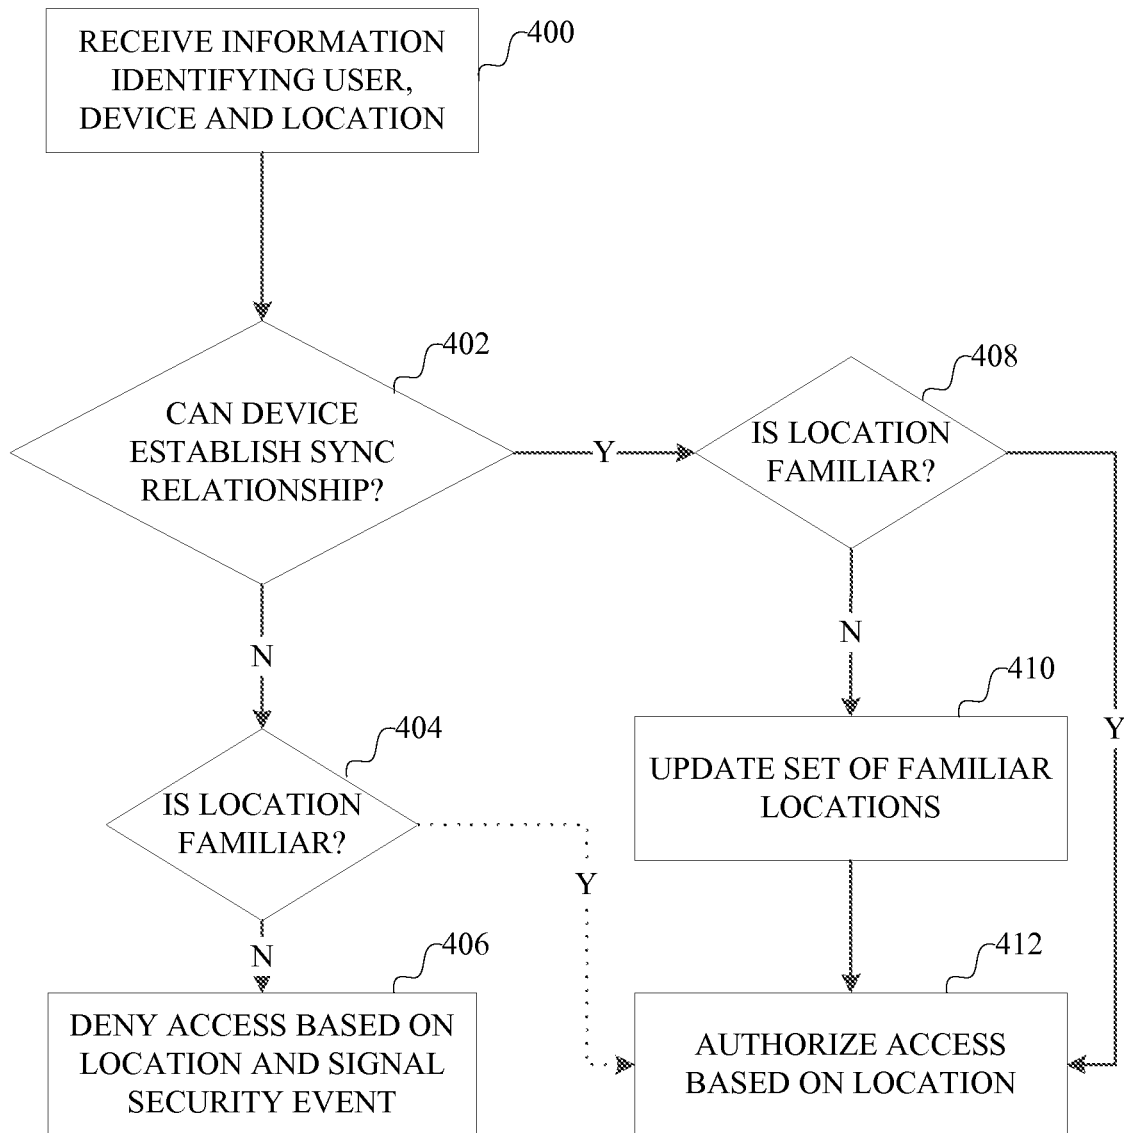 RECEIVE INFORMATION
IDENTIFYING USER,
DEVICE AND LOCATION
400
CAN DEVICE
ESTABLISH SYNC
RELATIONSHIP?
402
Y
IS LOCATION
FAMILIAR?
408
N
N
Y
IS LOCATION
FAMILIAR?
404
Y
UPDATE SET OF FAMILIAR
LOCATIONS
410
N
DENY ACCESS BASED ON
LOCATION AND SIGNAL
SECURITY EVENT
406
AUTHORIZE ACCESS
BASED ON LOCATION
412